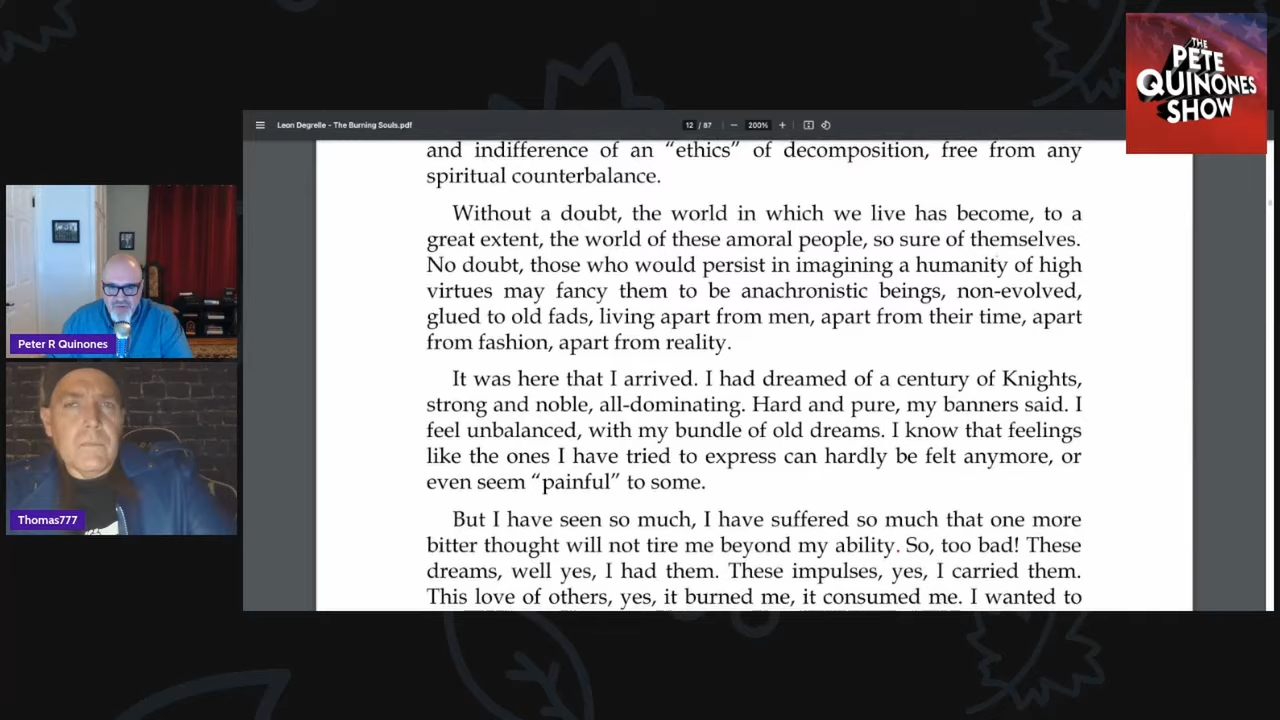 THE
PETE
QUINONES
SHOW
Leon Degrelle - The Burning Souls.pdf
12 / 87
200%
and indifference of an “ethics” of decomposition, free from any
spiritual counterbalance.
Without a doubt, the world in which we live has become, to a
great extent, the world of these amoral people, so sure of themselves.
No doubt, those who would persist in imagining a humanity of high
virtues may fancy them to be anachronistic beings, non-evolved,
glued to old fads, living apart from men, apart from their time, apart
from fashion, apart from reality.
It was here that I arrived. I had dreamed of a century of Knights,
strong and noble, all-dominating. Hard and pure, my banners said. I
feel unbalanced, with my bundle of old dreams. I know that feelings
like the ones I have tried to express can hardly be felt anymore, or
even seem “painful” to some.
But I have seen so much, I have suffered so much that one more
bitter thought will not tire me beyond my ability. So, too bad! These
dreams, well yes, I had them. These impulses, yes, I carried them.
This love of others, yes, it burned me, it consumed me. I wanted to
Peter R Quinones
Thomas777